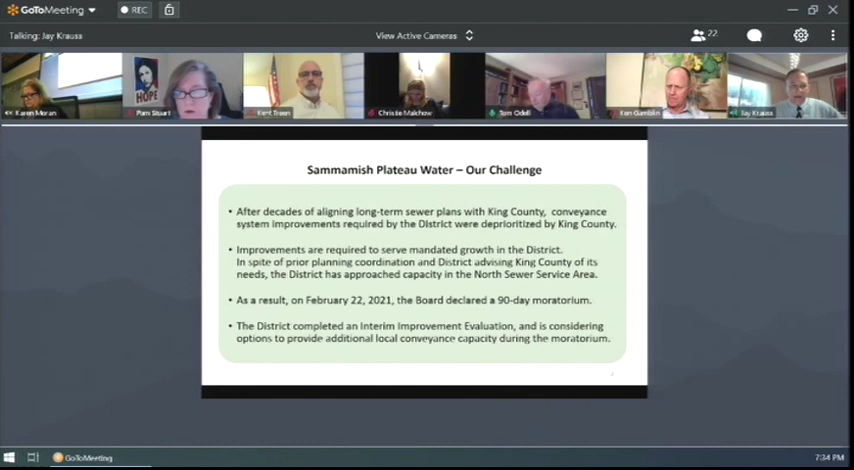 GoToMeeting
REC
Talking: Jay Krauss
View Active Cameras
22
HOPE
Karen Moran
Pam Stuart
Kent Treen
Christie Malchow
Tom Odell
Ken Gamblin
Jay Krauss
Sammamish Plateau Water – Our Challenge
• After decades of aligning long-term sewer plans with King County, conveyance
system improvements required by the District were deprioritized by King County.
• Improvements are required to serve mandated growth in the District.
In spite of prior planning coordination and District advising King County of its
needs, the District has approached capacity in the North Sewer Service Area.
• As a result, on February 22, 2021, the Board declared a 90-day moratorium.
• The District completed an Interim Improvement Evaluation, and is considering
options to provide additional local conveyance capacity during the moratorium.
GoToMeeting
7:34 PM